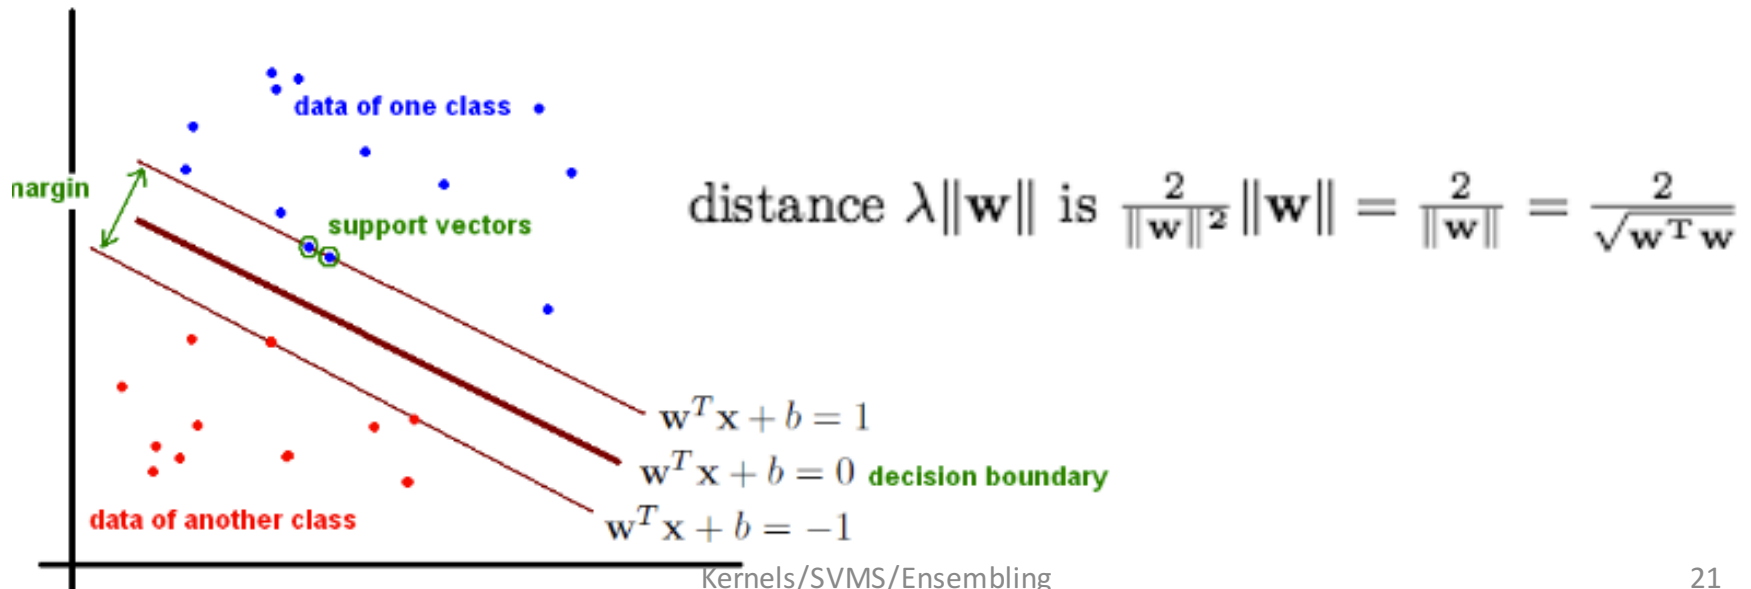 data of one class
nargin
support vectors
distance λ‖w‖ is 2/‖w‖² ‖w‖ = 2/‖w‖ = 2/√(wᵀw)
wᵀx + b = 1
wᵀx + b = 0 decision boundary
data of another class
wᵀx + b = −1
Kernels/SVMS/Ensembling
21